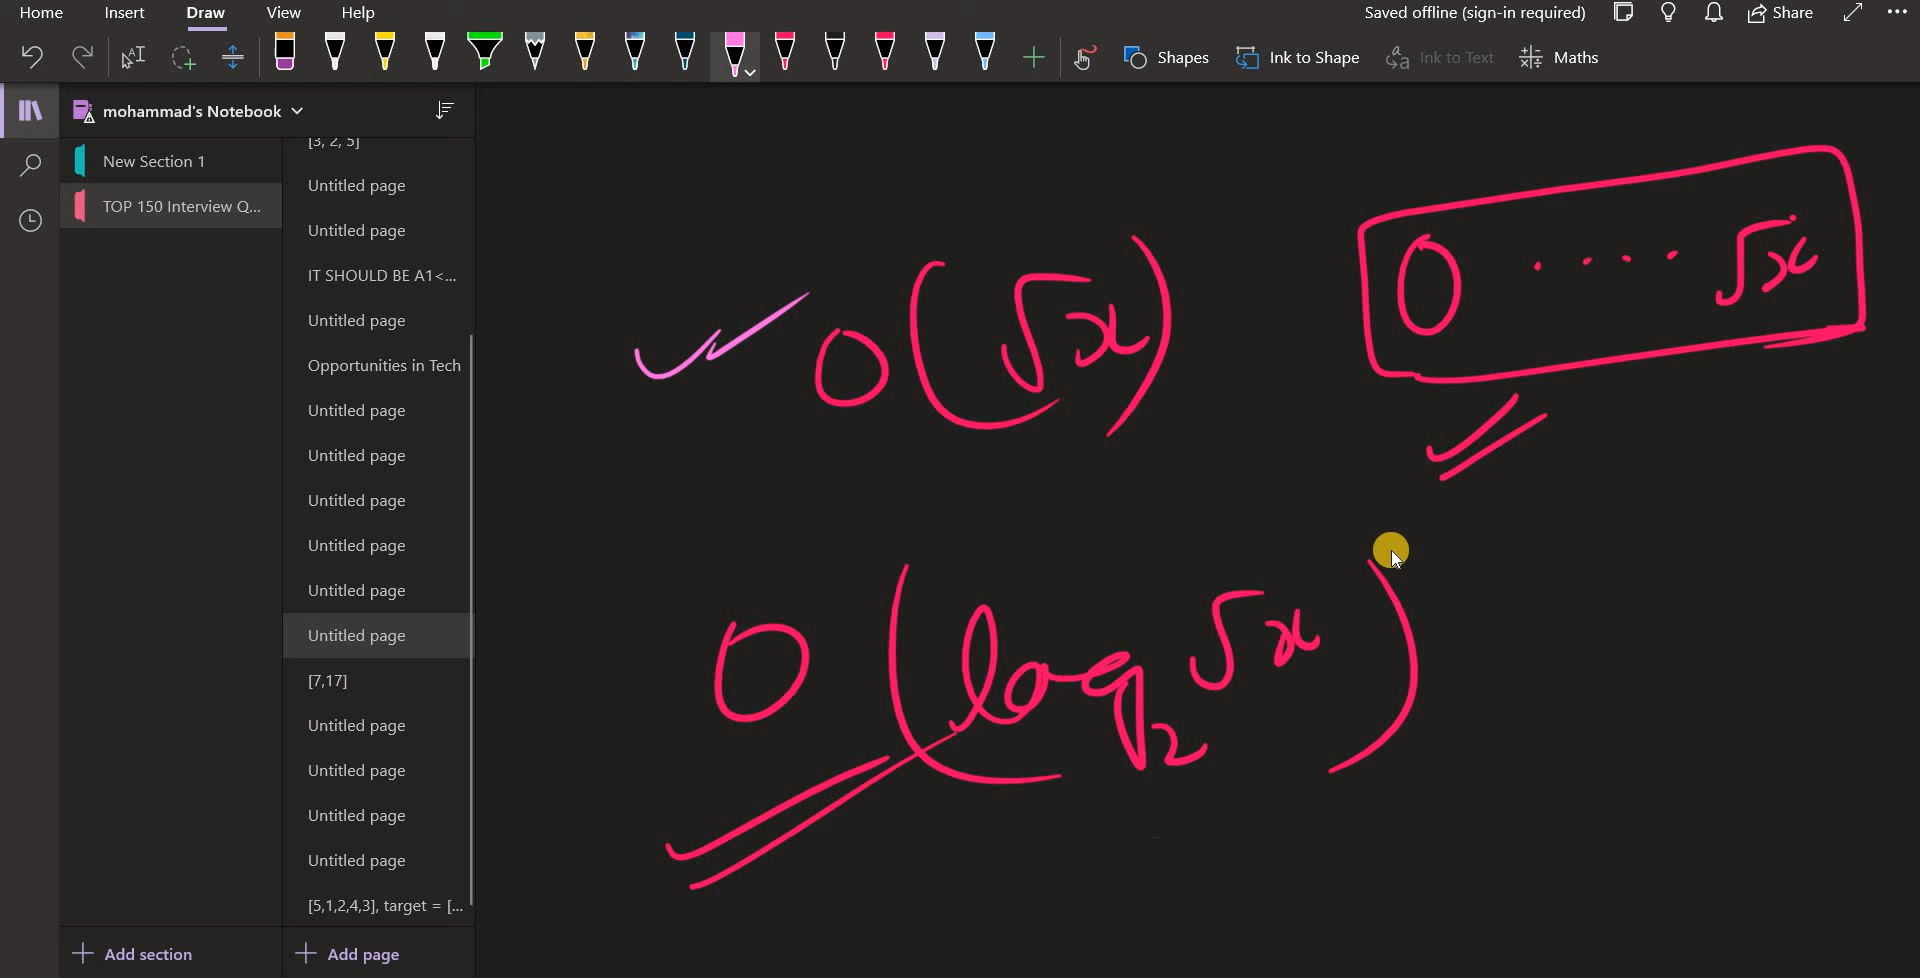 Home Insert Draw View Help Saved offline (sign-in required) Share
Shapes Ink to Shape Ink to Text Maths
mohammad's Notebook
New Section 1
TOP 150 Interview Q...
[3, 2, 5]
Untitled page
Untitled page
IT SHOULD BE A1<...
Untitled page
Opportunities in Tech
Untitled page
Untitled page
Untitled page
Untitled page
Untitled page
Untitled page
[7,17]
Untitled page
Untitled page
Untitled page
Untitled page
[5,1,2,4,3], target = [...
Add section
Add page
O(√x)
0 .... √x
O(log₂√x)